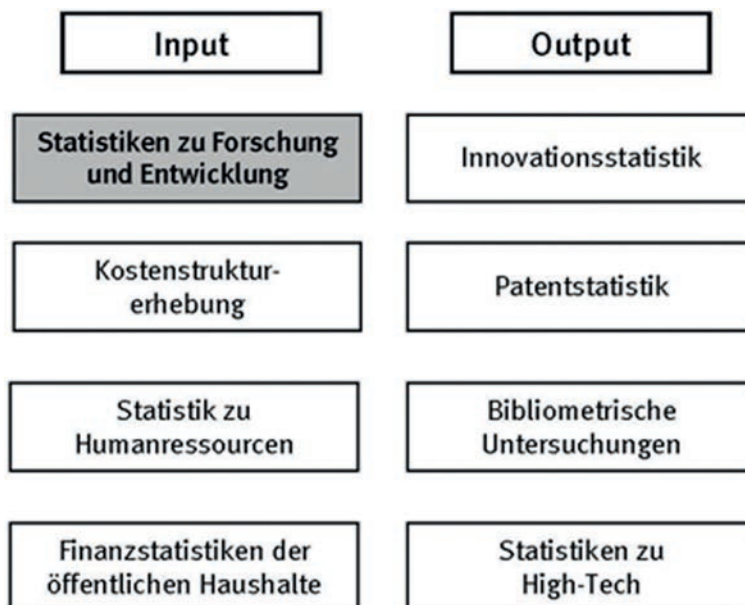 Input
Output
Statistiken zu Forschung
und Entwicklung
Innovationsstatistik
Kostenstruktur-
erhebung
Patentstatistik
Statistik zu
Humanressourcen
Bibliometrische
Untersuchungen
Finanzstatistiken der
öffentlichen Haushalte
Statistiken zu
High-Tech